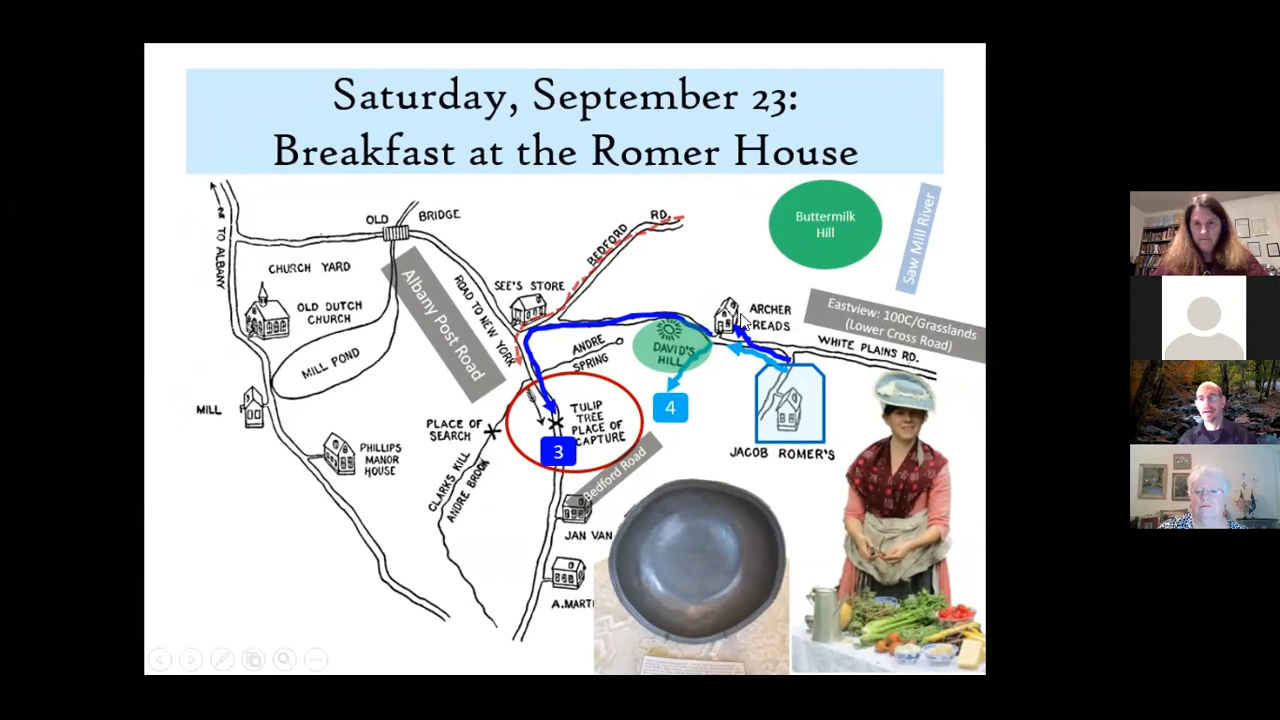 Saturday, September 23:
Breakfast at the Romer House
TO ALBANY
OLD
BRIDGE
CHURCH YARD
OLD DUTCH
CHURCH
MILL POND
MILL
PHILLIPS
MANOR
HOUSE
Albany Post Road
ROAD TO NEW YORK
SEE'S STORE
BEDFORD
RD.
ANDRE
SPRING
DAVID'S
HILL
ARCHER
READS
Buttermilk
Hill
Saw Mill River
Eastview: 100C/Grasslands
(Lower Cross Road)
WHITE PLAINS RD.
PLACE OF
SEARCH
TULIP
TREE
PLACE OF
CAPTURE
3
4
JACOB ROMER'S
CLARKS KILL
ANDRE BROOK
Bedford Road
JAN VAN
A.MART